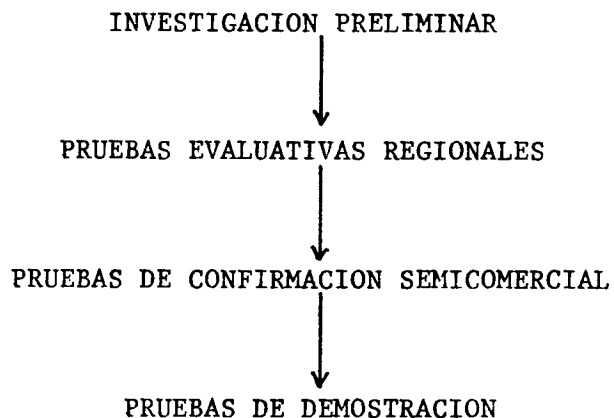 INVESTIGACION PRELIMINAR
PRUEBAS EVALUATIVAS REGIONALES
PRUEBAS DE CONFIRMACION SEMICOMERCIAL
PRUEBAS DE DEMOSTRACION